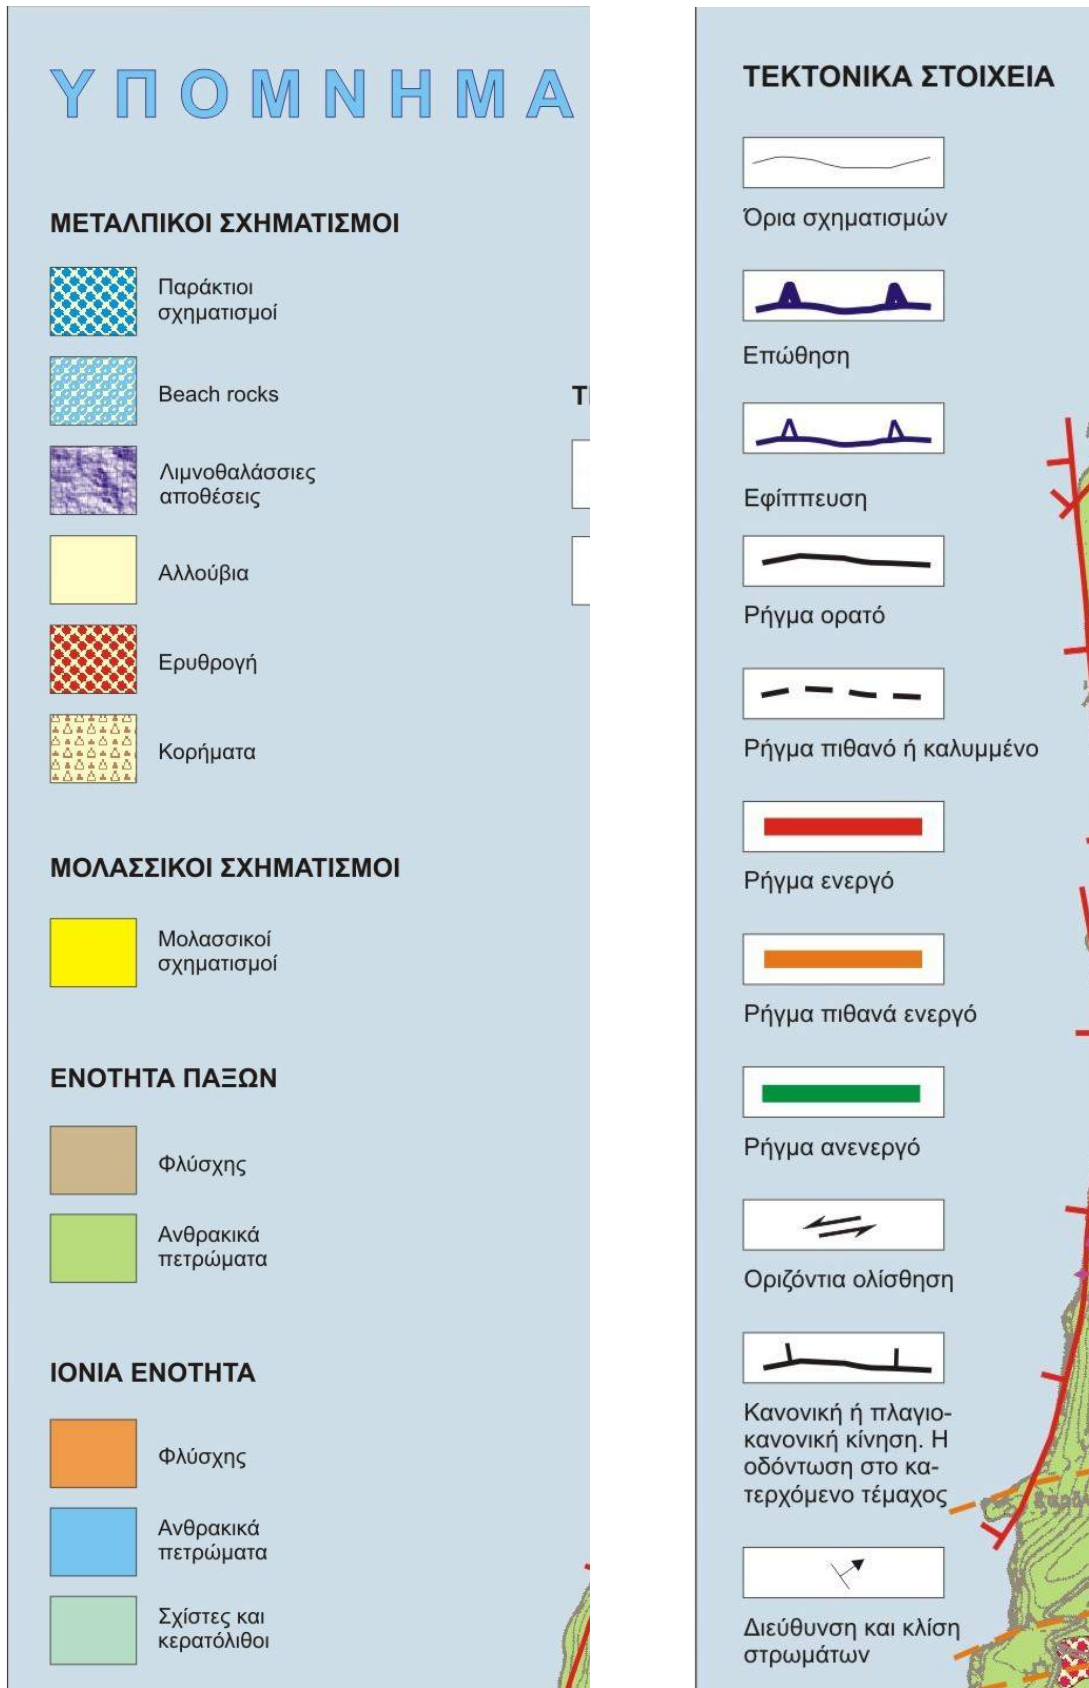 ΥΠΟΜΝΗΜΑ
ΜΕΤΑΛΠΙΚΟΙ ΣΧΗΜΑΤΙΣΜΟΙ
Παράκτιοι
σχηματισμοί
Beach rocks
Λιμνοθαλάσσιες
αποθέσεις
Αλλούβια
Ερυθρογή
Κορήματα
ΜΟΛΑΣΣΙΚΟΙ ΣΧΗΜΑΤΙΣΜΟΙ
Μολασσικοί
σχηματισμοί
ΕΝΟΤΗΤΑ ΠΑΞΩΝ
Φλύσχης
Ανθρακικά
πετρώματα
ΙΟΝΙΑ ΕΝΟΤΗΤΑ
Φλύσχης
Ανθρακικά
πετρώματα
Σχίστες και
κερατόλιθοι
ΤΕΚΤΟΝΙΚΑ ΣΤΟΙΧΕΙΑ
Όρια σχηματισμών
Επώθηση
Εφίππευση
Ρήγμα ορατό
Ρήγμα πιθανό ή καλυμμένο
Ρήγμα ενεργό
Ρήγμα πιθανά ενεργό
Ρήγμα ανενεργό
Οριζόντια ολίσθηση
Κανονική ή πλαγιο-
κανονική κίνηση. Η
οδόντωση στο κα-
τερχόμενο τέμαχος
Διεύθυνση και κλίση
στρωμάτων